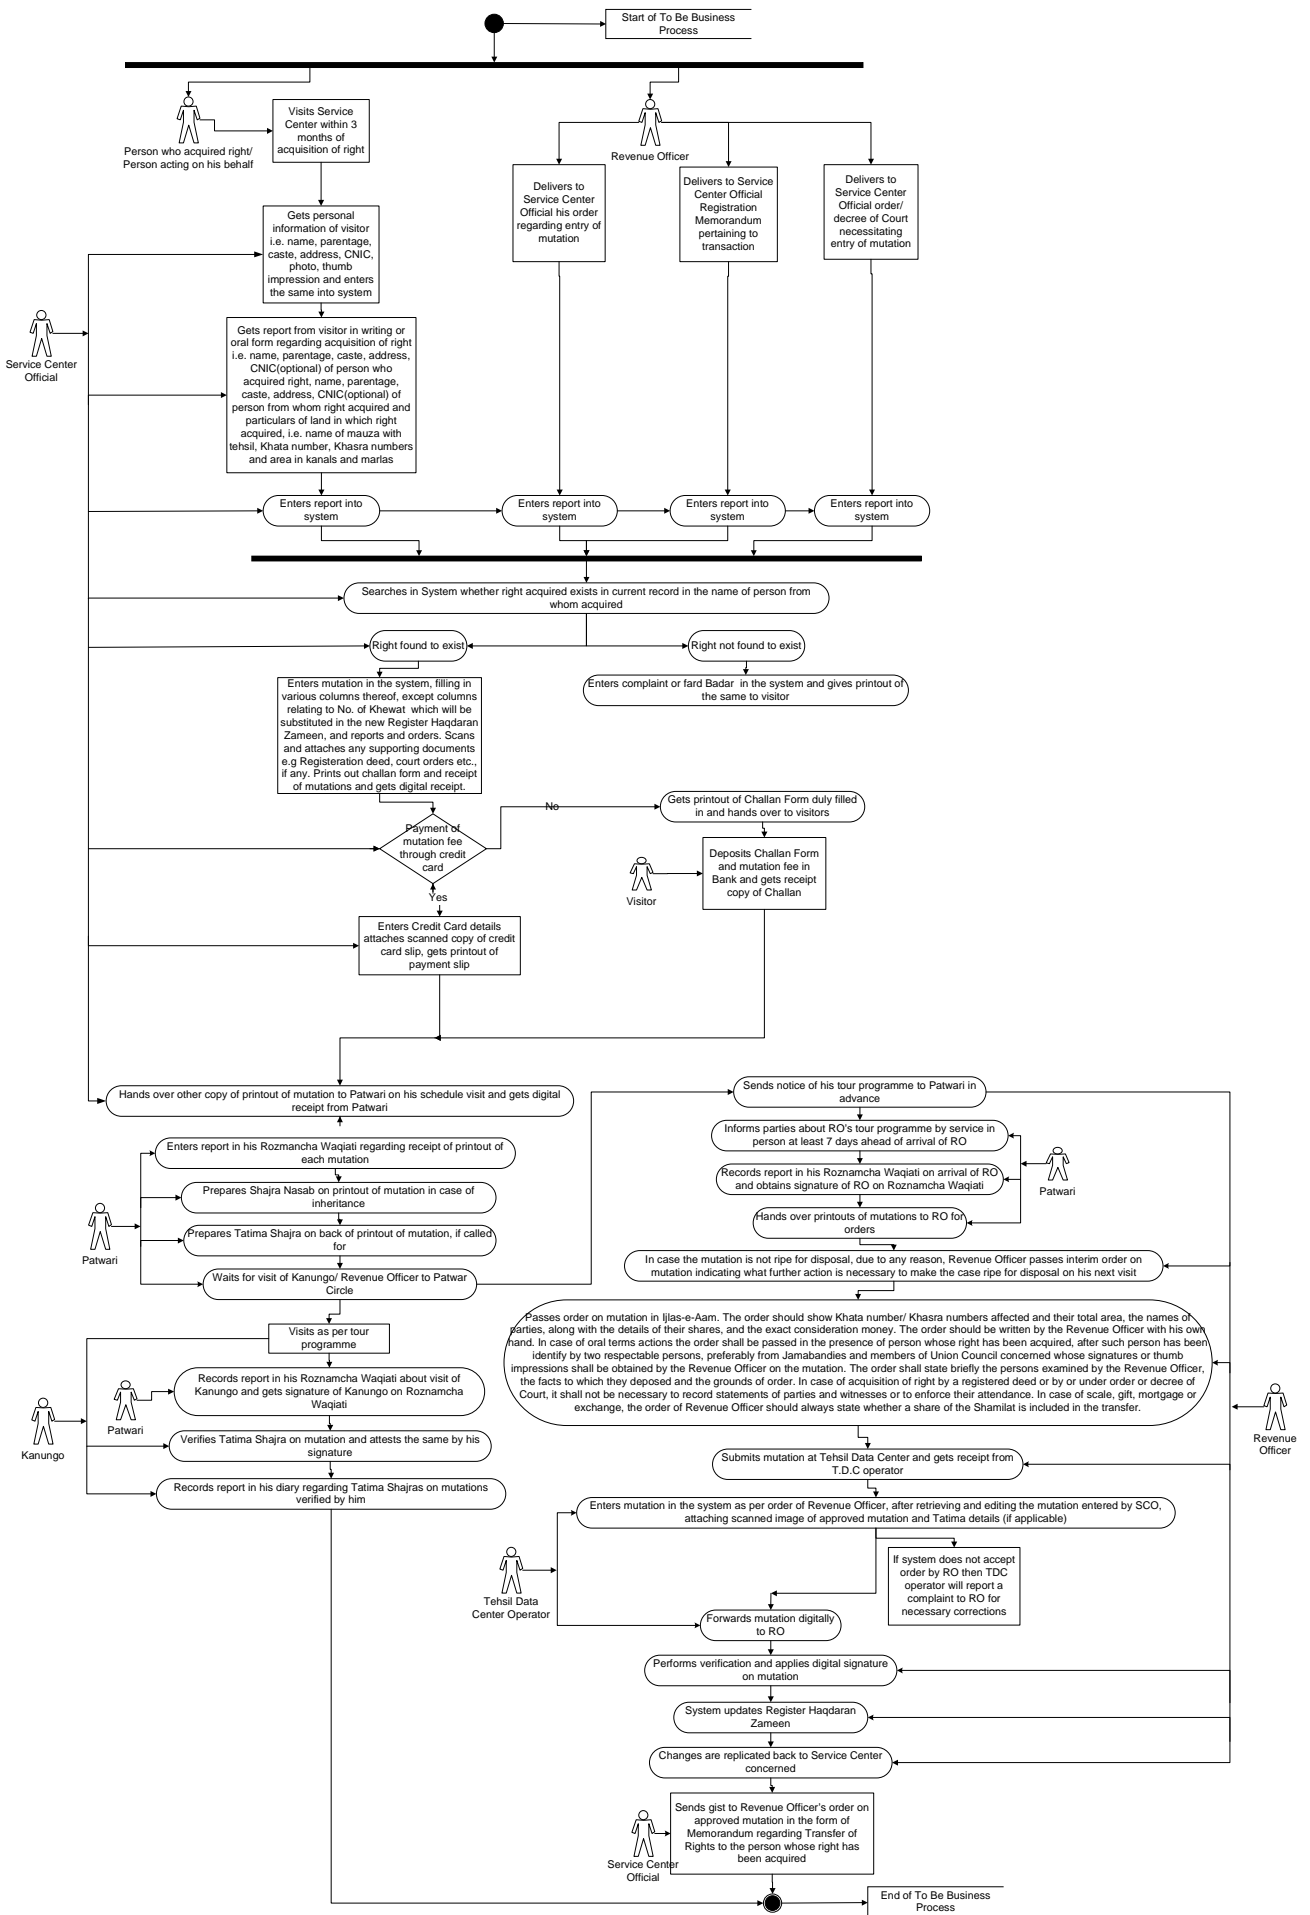 Start of To Be Business
Process
Person who acquired right/
Person acting on his behalf
Visits Service
Center within 3
months of
acquisition of right
Revenue Officer
Delivers to
Service Center
Official his order
regarding entry of
mutation
Delivers to Service
Center Official
Registration
Memorandum
pertaining to
transaction
Delivers to
Service Center
Official order/
decree of Court
necessitating
entry of mutation
Gets personal
information of visitor
i.e. name, parentage,
caste, address, CNIC,
photo, thumb
impression and enters
the same into system
Service Center
Official
Gets report from visitor in writing or
oral form regarding acquisition of right
i.e. name, parentage, caste, address,
CNIC(optional) of person who
acquired right, name, parentage,
caste, address, CNIC(optional) of
person from whom right acquired and
particulars of land in which right
acquired, i.e. name of mauza with
tehsil, Khata number, Khasra numbers
and area in kanals and marlas
Enters report into
system
Enters report into
system
Enters report into
system
Enters report into
system
Searches in System whether right acquired exists in current record in the name of person from
whom acquired
Right found to exist
Right not found to exist
Enters mutation in the system, filling in
various columns thereof, except columns
relating to No. of Khewat which will be
substituted in the new Register Haqdaran
Zameen, and reports and orders. Scans
and attaches any supporting documents
e.g Registeration deed, court orders etc.,
if any. Prints out challan form and receipt
of mutations and gets digital receipt.
Enters complaint or fard Badar in the system and gives printout of
the same to visitor
Payment of
mutation fee
through credit
card
No
Yes
Gets printout of Challan Form duly filled
in and hands over to visitors
Visitor
Deposits Challan Form
and mutation fee in
Bank and gets receipt
copy of Challan
Enters Credit Card details
attaches scanned copy of credit
card slip, gets printout of
payment slip
Hands over other copy of printout of mutation to Patwari on his schedule visit and gets digital
receipt from Patwari
Enters report in his Rozmancha Waqiati regarding receipt of printout of
each mutation
Prepares Shajra Nasab on printout of mutation in case of
inheritance
Patwari
Prepares Tatima Shajra on back of printout of mutation, if called
for
Waits for visit of Kanungo/ Revenue Officer to Patwar
Circle
Visits as per tour
programme
Records report in his Roznamcha Waqiati about visit of
Kanungo and gets signature of Kanungo on Roznamcha
Waqiati
Patwari
Kanungo
Verifies Tatima Shajra on mutation and attests the same by his
signature
Records report in his diary regarding Tatima Shajras on mutations
verified by him
Sends notice of his tour programme to Patwari in
advance
Informs parties about RO's tour programme by service in
person at least 7 days ahead of arrival of RO
Records report in his Roznamcha Waqiati on arrival of RO
and obtains signature of RO on Roznamcha Waqiati
Patwari
Hands over printouts of mutations to RO for
orders
In case the mutation is not ripe for disposal, due to any reason, Revenue Officer passes interim order on
mutation indicating what further action is necessary to make the case ripe for disposal on his next visit
Passes order on mutation in Ijlas-e-Aam. The order should show Khata number/ Khasra numbers affected and their total area, the names of
parties, along with the details of their shares, and the exact consideration money. The order should be written by the Revenue Officer with his own
hand. In case of oral terms actions the order shall be passed in the presence of person whose right has been acquired, after such person has been
identify by two respectable persons, preferably from Jamabandies and members of Union Council concerned whose signatures or thumb
impressions shall be obtained by the Revenue Officer on the mutation. The order shall state briefly the persons examined by the Revenue Officer,
the facts to which they deposed and the grounds of order. In case of acquisition of right by a registered deed or by or under order or decree of
Court, it shall not be necessary to record statements of parties and witnesses or to enforce their attendance. In case of scale, gift, mortgage or
exchange, the order of Revenue Officer should always state whether a share of the Shamilat is included in the transfer.
Revenue
Officer
Submits mutation at Tehsil Data Center and gets receipt from
T.D.C operator
Enters mutation in the system as per order of Revenue Officer, after retrieving and editing the mutation entered by SCO,
attaching scanned image of approved mutation and Tatima details (if applicable)
If system does not accept
order by RO then TDC
operator will report a
complaint to RO for
necessary corrections
Tehsil Data
Center Operator
Forwards mutation digitally
to RO
Performs verification and applies digital signature
on mutation
System updates Register Haqdaran
Zameen
Changes are replicated back to Service Center
concerned
Sends gist to Revenue Officer's order on
approved mutation in the form of
Memorandum regarding Transfer of
Rights to the person whose right has
been acquired
Service Center
Official
End of To Be Business
Process